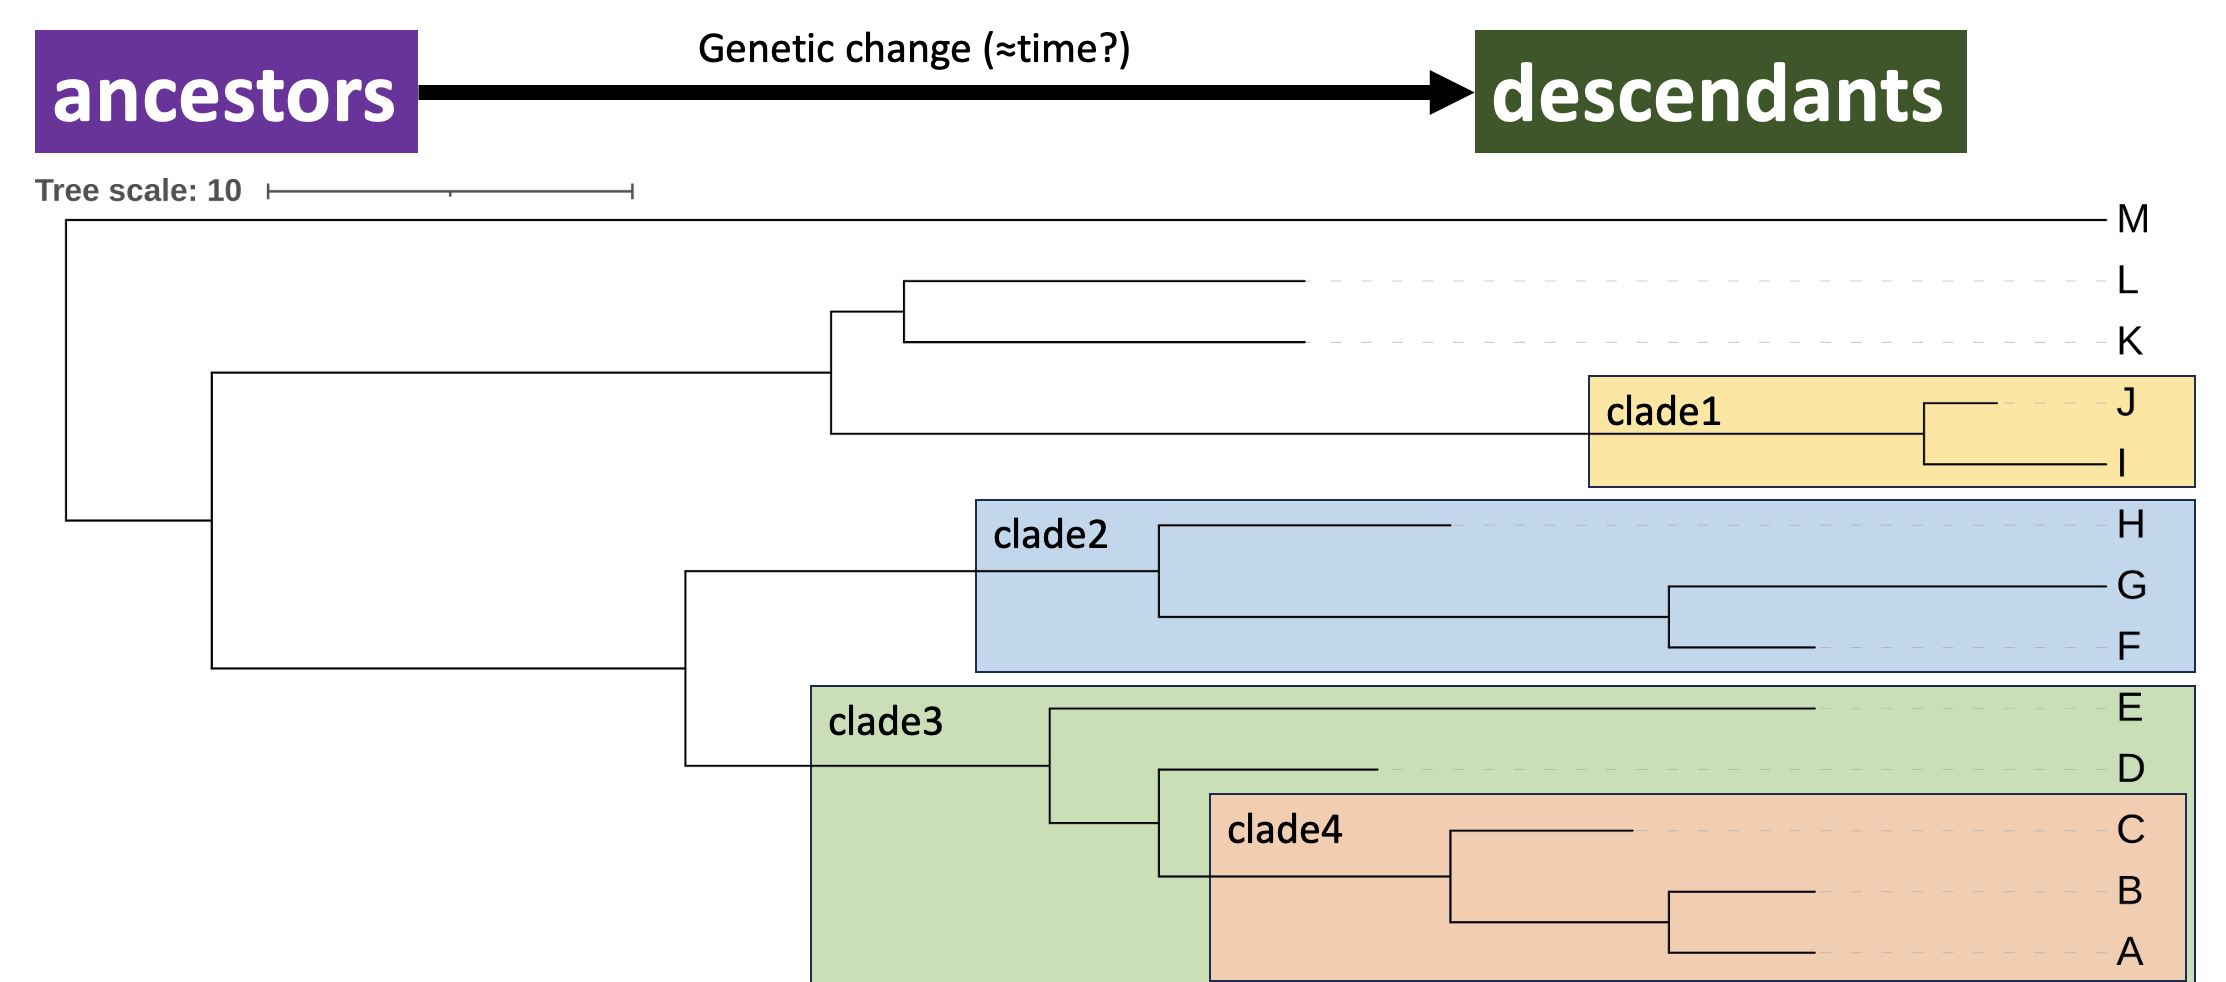 Genetic change (≈time?)
ancestors
descendants
Tree scale: 10
M
L
K
J
clade1
I
H
clade2
G
F
E
clade3
D
C
clade4
B
A